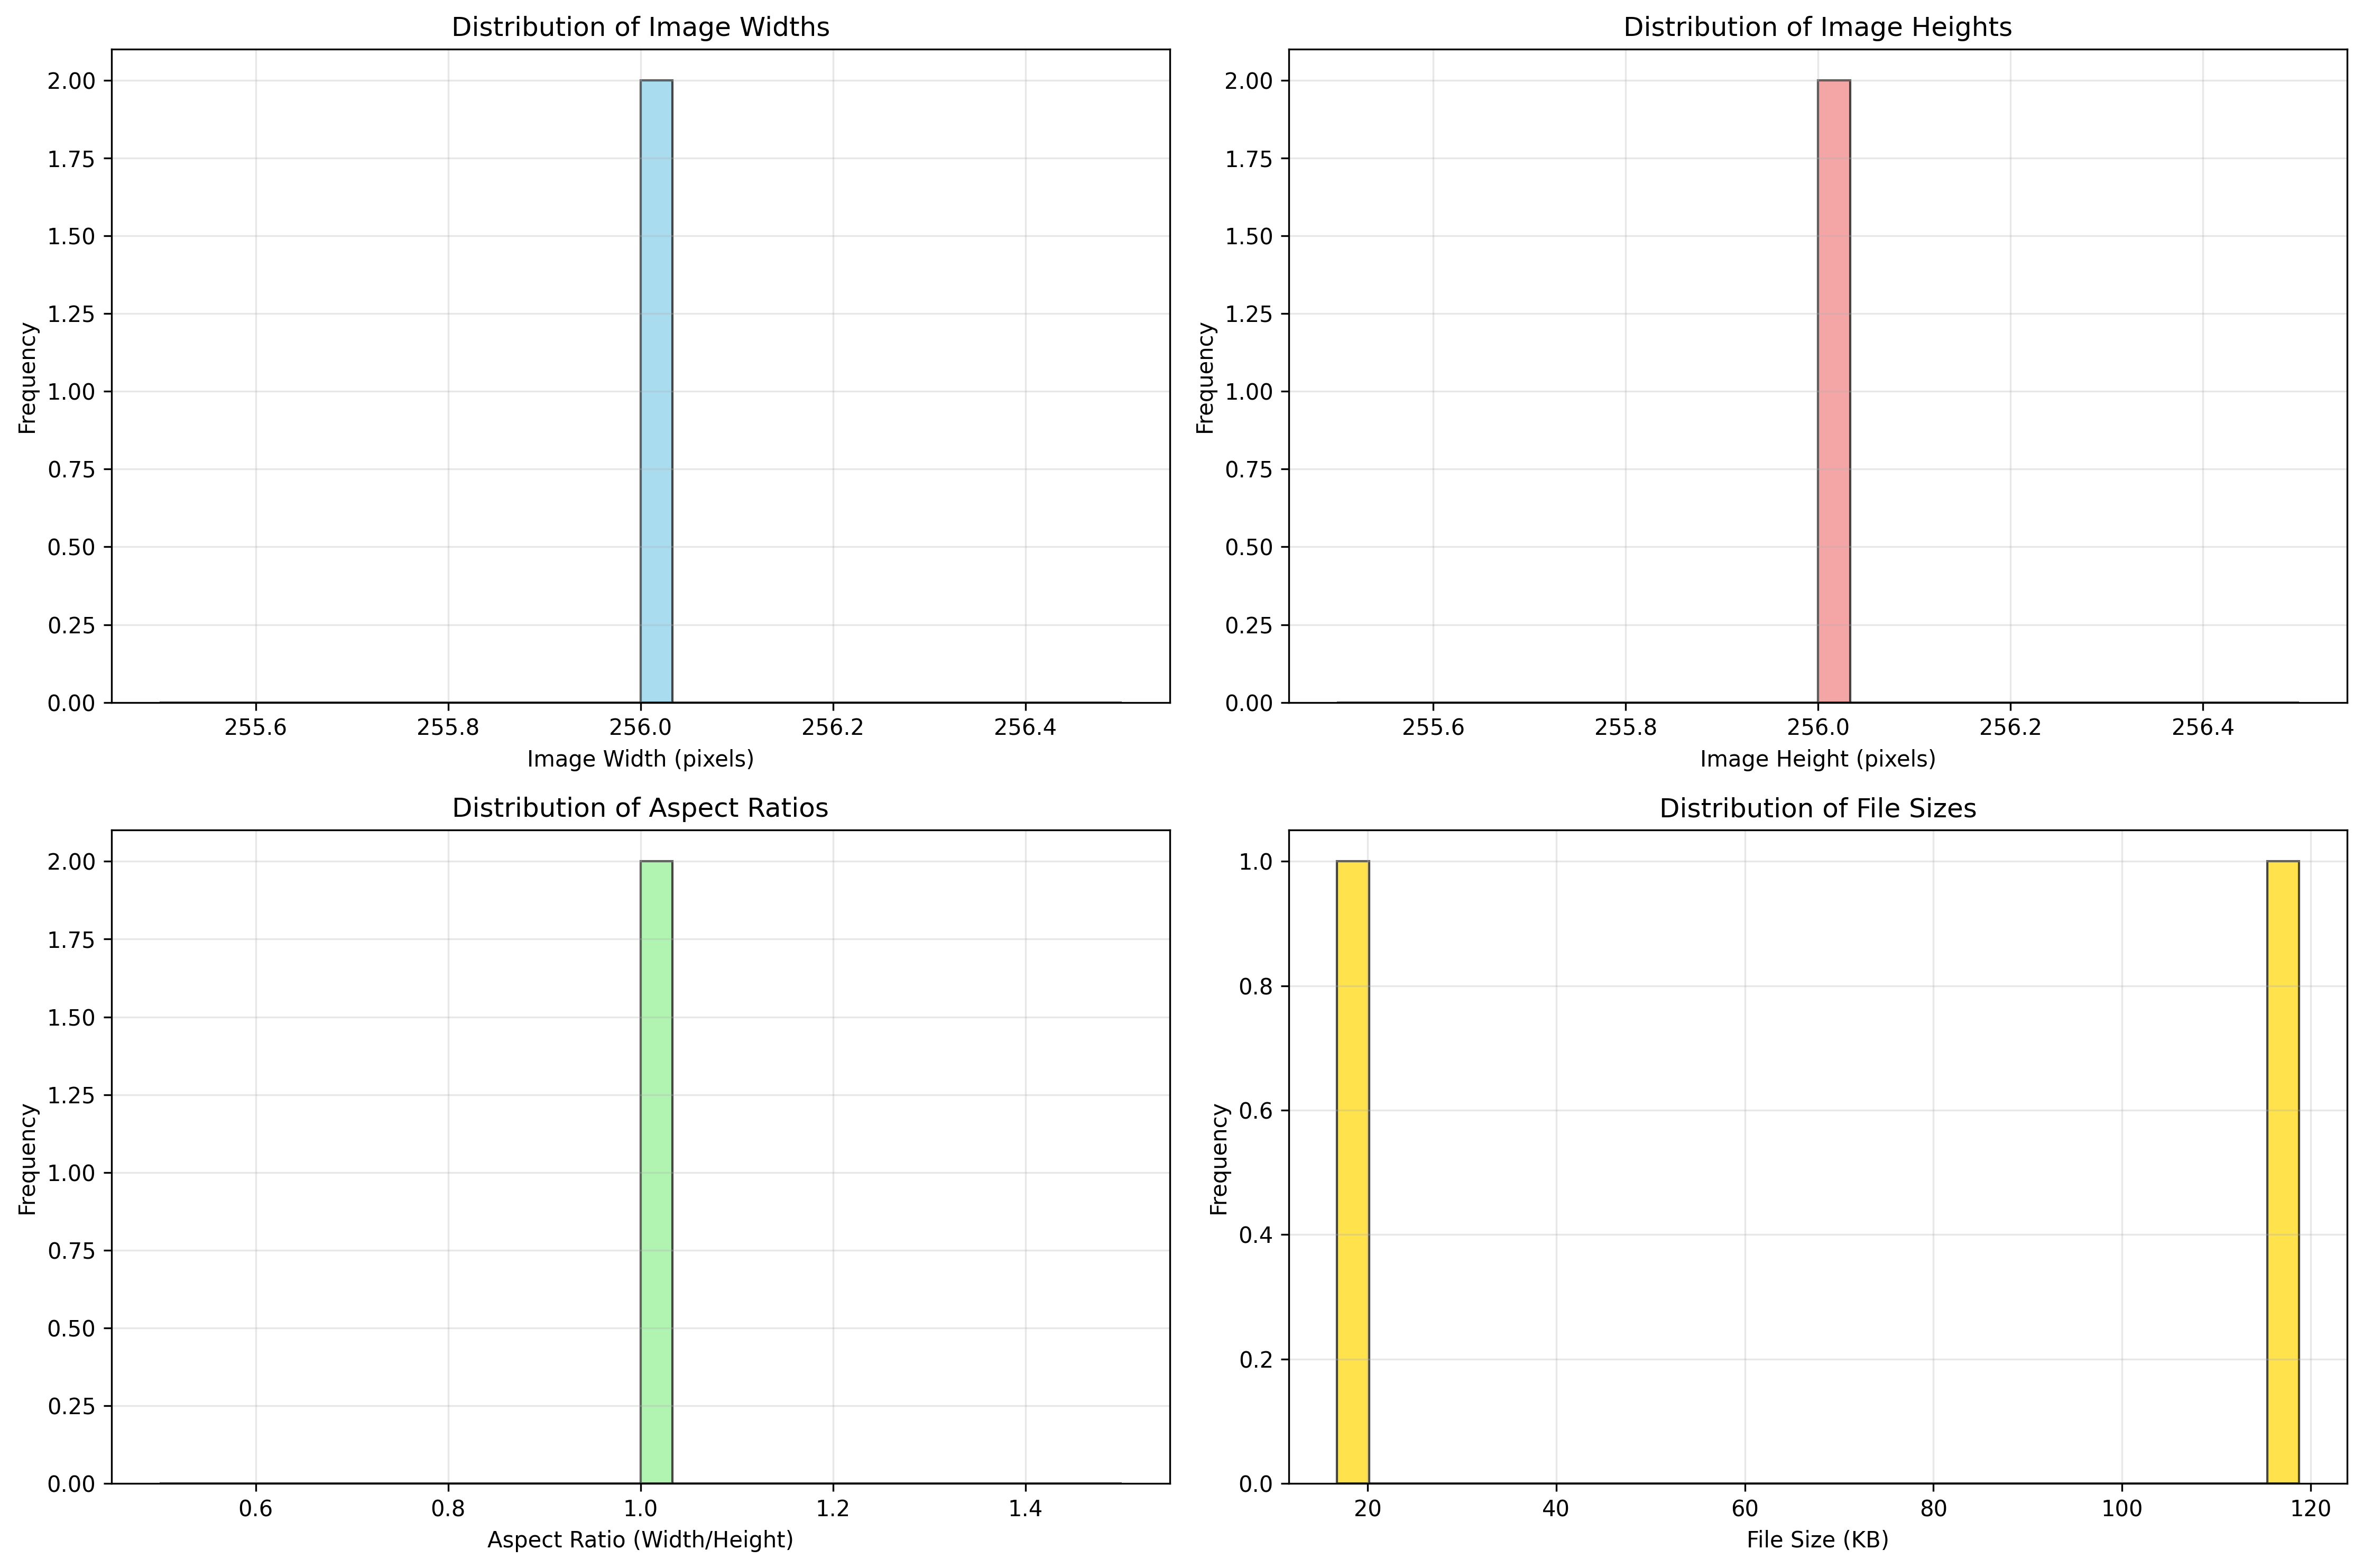 Distribution of Image Widths
2.00
1.75
1.50
1.25
1.00
0.75
0.50
0.25
0.00
Frequency
255.6 255.8 256.0 256.2 256.4
Image Width (pixels)
Distribution of Image Heights
2.00
1.75
1.50
1.25
1.00
0.75
0.50
0.25
0.00
Frequency
255.6 255.8 256.0 256.2 256.4
Image Height (pixels)
Distribution of Aspect Ratios
2.00
1.75
1.50
1.25
1.00
0.75
0.50
0.25
0.00
Frequency
0.6 0.8 1.0 1.2 1.4
Aspect Ratio (Width/Height)
Distribution of File Sizes
1.0
0.8
0.6
0.4
0.2
0.0
Frequency
20 40 60 80 100 120
File Size (KB)